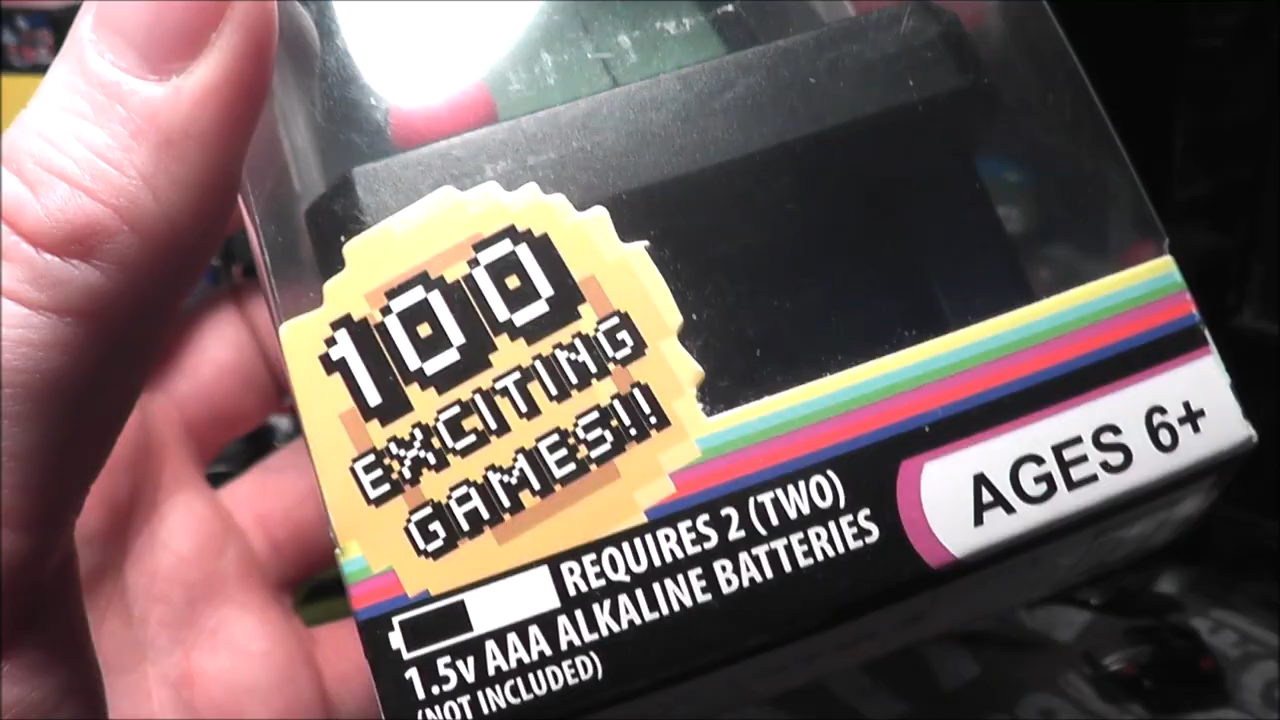 100
EXCITING
GAMES!!
REQUIRES 2 (TWO)
1.5v AAA ALKALINE BATTERIES
(NOT INCLUDED)
AGES 6+